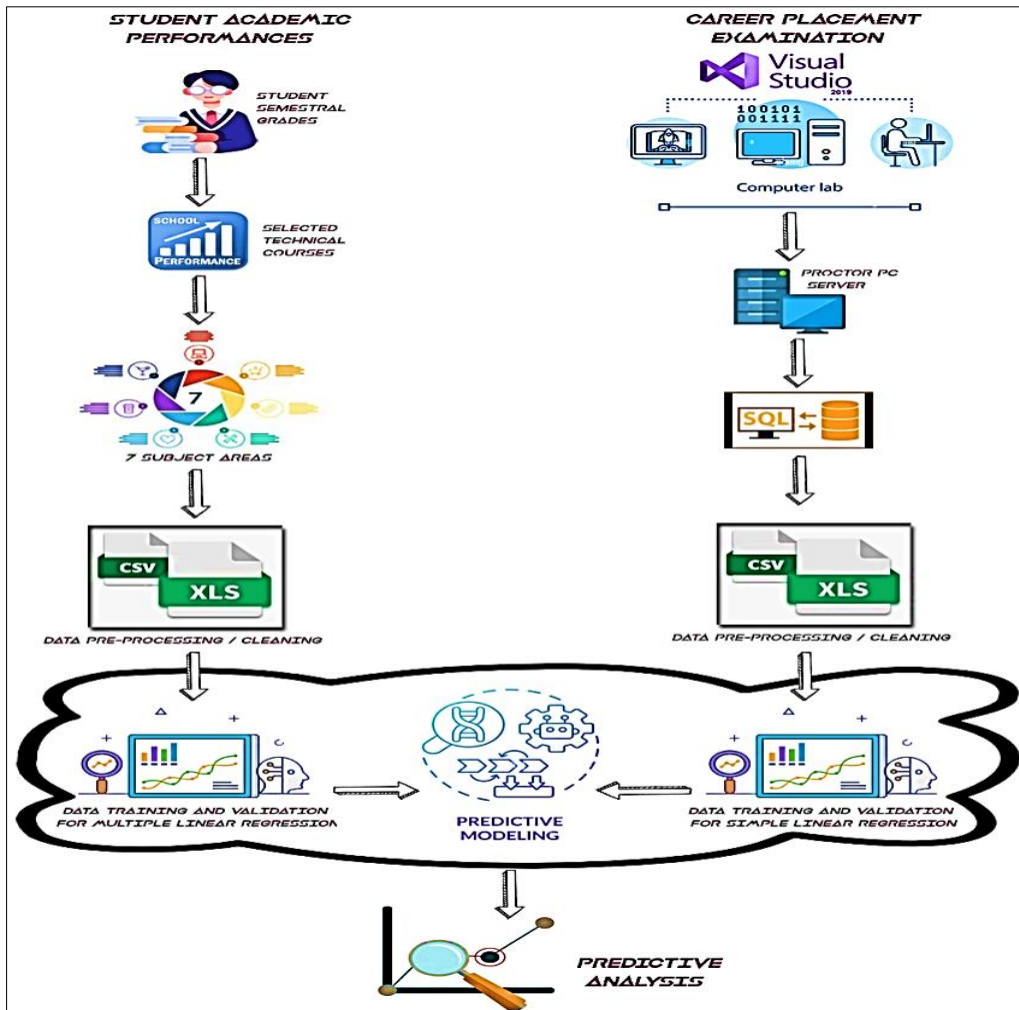 STUDENT ACADEMIC
PERFORMANCES
STUDENT
SEMESTRAL
GRADES
SCHOOL
PERFORMANCE
SELECTED
TECHNICAL
COURSES
7
7 SUBJECT AREAS
CSV
XLS
DATA PRE-PROCESSING / CLEANING
DATA TRAINING AND VALIDATION
FOR MULTIPLE LINEAR REGRESSION
CAREER PLACEMENT
EXAMINATION
Visual
Studio
2019
100101
001111
Computer lab
PROCTOR PC
SERVER
SQL
CSV
XLS
DATA PRE-PROCESSING / CLEANING
DATA TRAINING AND VALIDATION
FOR SIMPLE LINEAR REGRESSION
PREDICTIVE
MODELING
PREDICTIVE
ANALYSIS